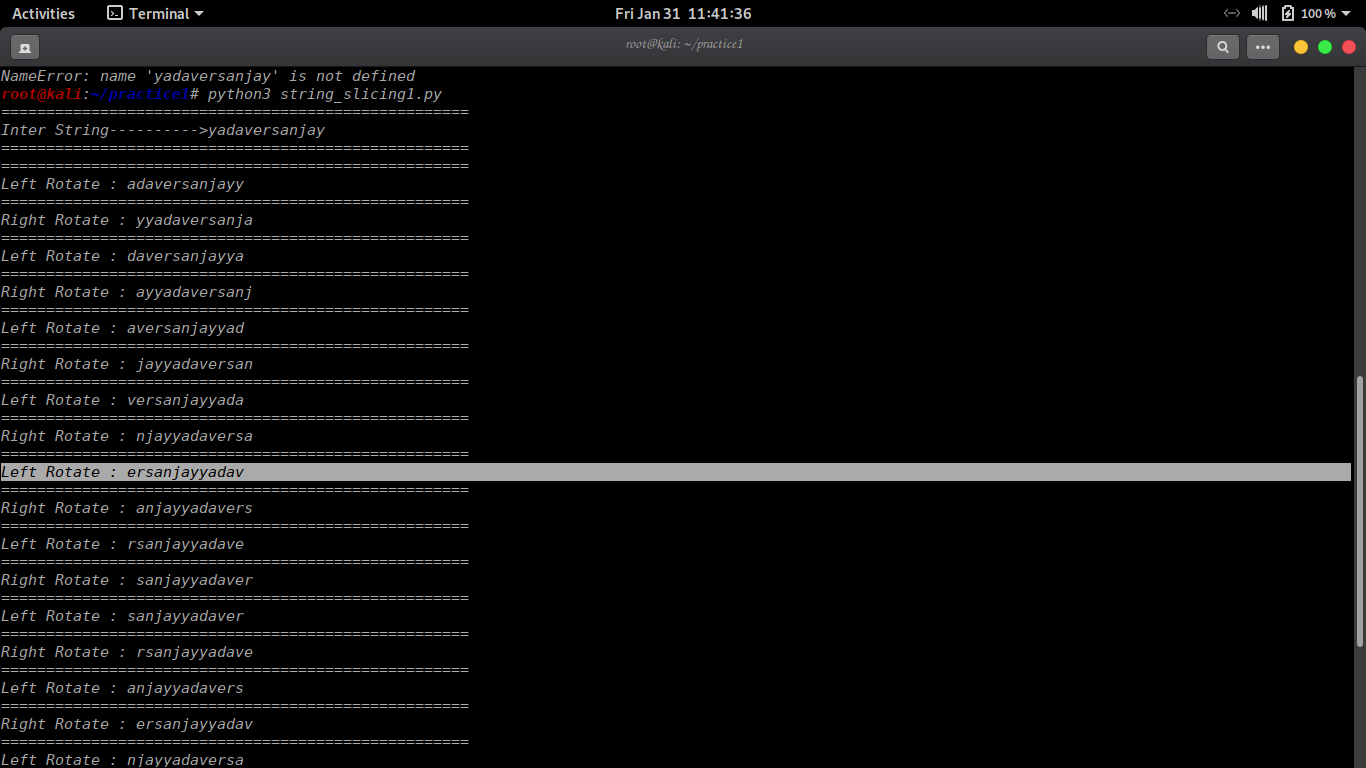 Activities Terminal Fri Jan 31 11:41:36 100 %
root@kali: ~/practice1
NameError: name 'yadaversanjay' is not defined
root@kali:~/practice1# python3 string_slicing1.py
====================================================
Inter String---------->yadaversanjay
====================================================
====================================================
Left Rotate : adaversanjayy
====================================================
Right Rotate : yyadaversanja
====================================================
Left Rotate : daversanjayya
====================================================
Right Rotate : ayyadaversanj
====================================================
Left Rotate : aversanjayyad
====================================================
Right Rotate : jayyadaversan
====================================================
Left Rotate : versanjayyada
====================================================
Right Rotate : njayyadaversa
====================================================
Left Rotate : ersanjayyadav
====================================================
Right Rotate : anjayyadavers
====================================================
Left Rotate : rsanjayyadave
====================================================
Right Rotate : sanjayyadaver
====================================================
Left Rotate : sanjayyadaver
====================================================
Right Rotate : rsanjayyadave
====================================================
Left Rotate : anjayyadavers
====================================================
Right Rotate : ersanjayyadav
====================================================
Left Rotate : njayyadaversa